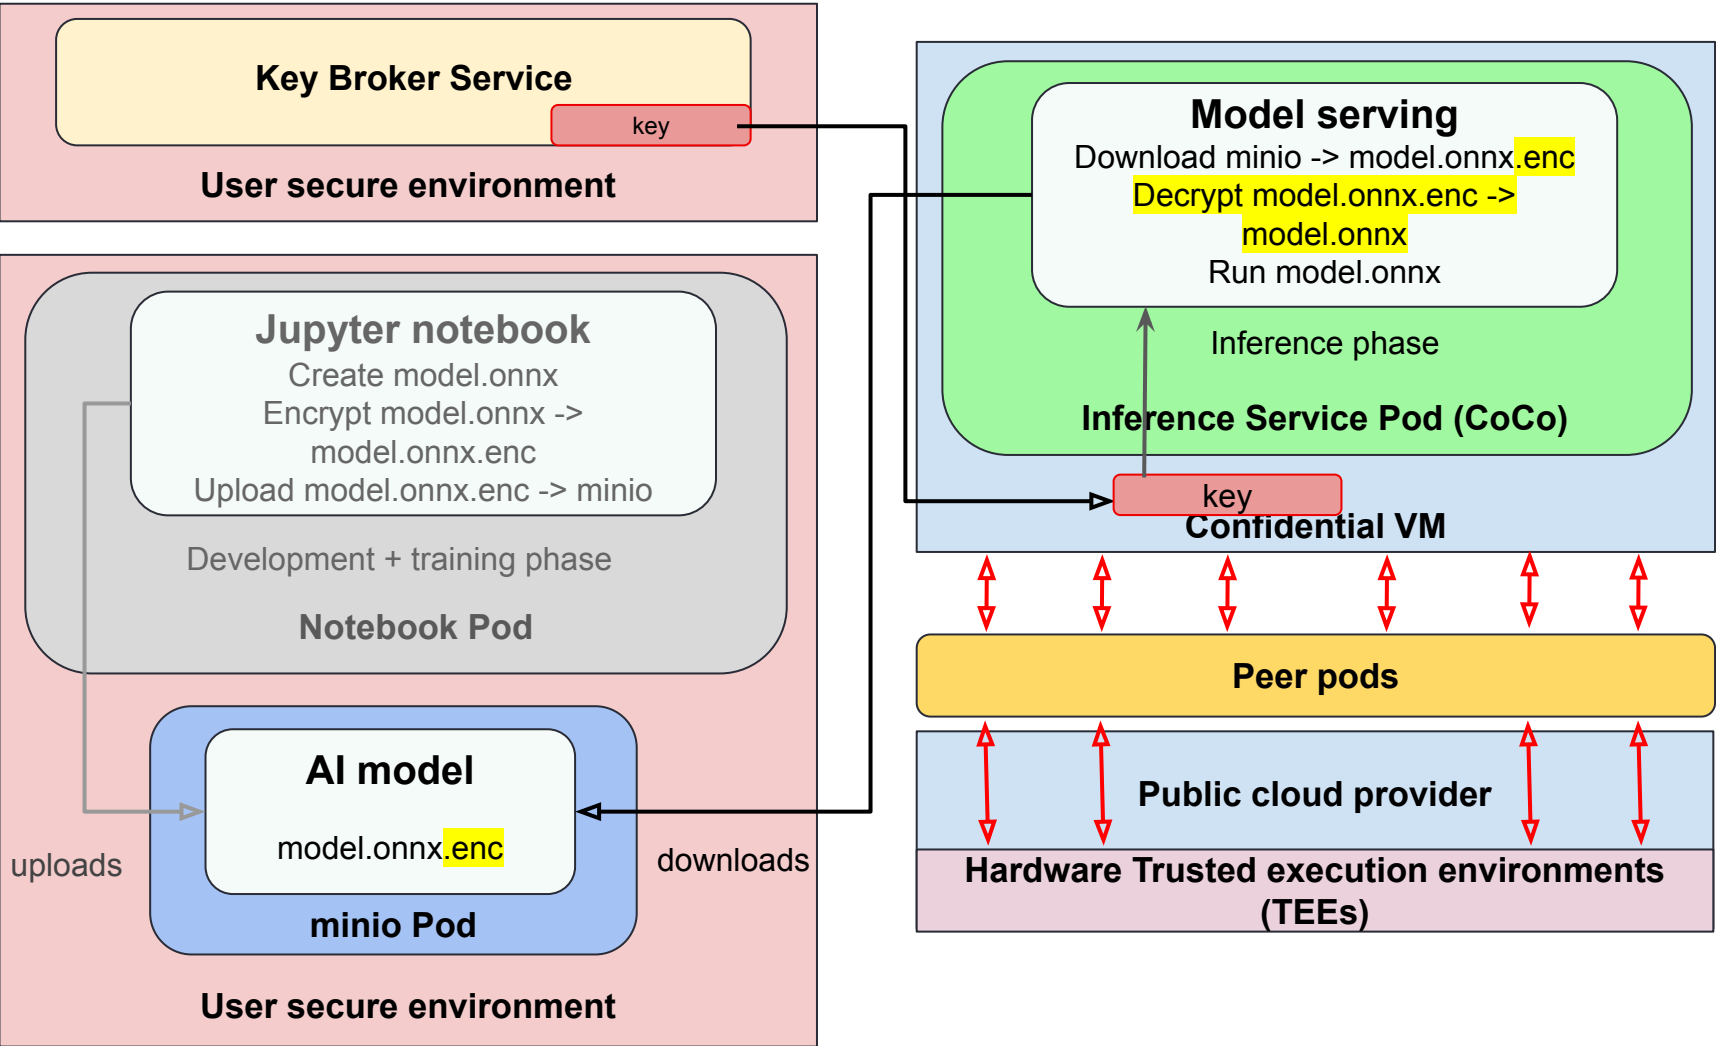 Key Broker Service
key
User secure environment
Jupyter notebook
Create model.onnx
Encrypt model.onnx ->
model.onnx.enc
Upload model.onnx.enc -> minio
Development + training phase
Notebook Pod
AI model
model.onnx.enc
minio Pod
uploads
downloads
User secure environment
Model serving
Download minio -> model.onnx.enc
Decrypt model.onnx.enc ->
model.onnx
Run model.onnx
Inference phase
Inference Service Pod (CoCo)
key
Confidential VM
Peer pods
Public cloud provider
Hardware Trusted execution environments
(TEEs)